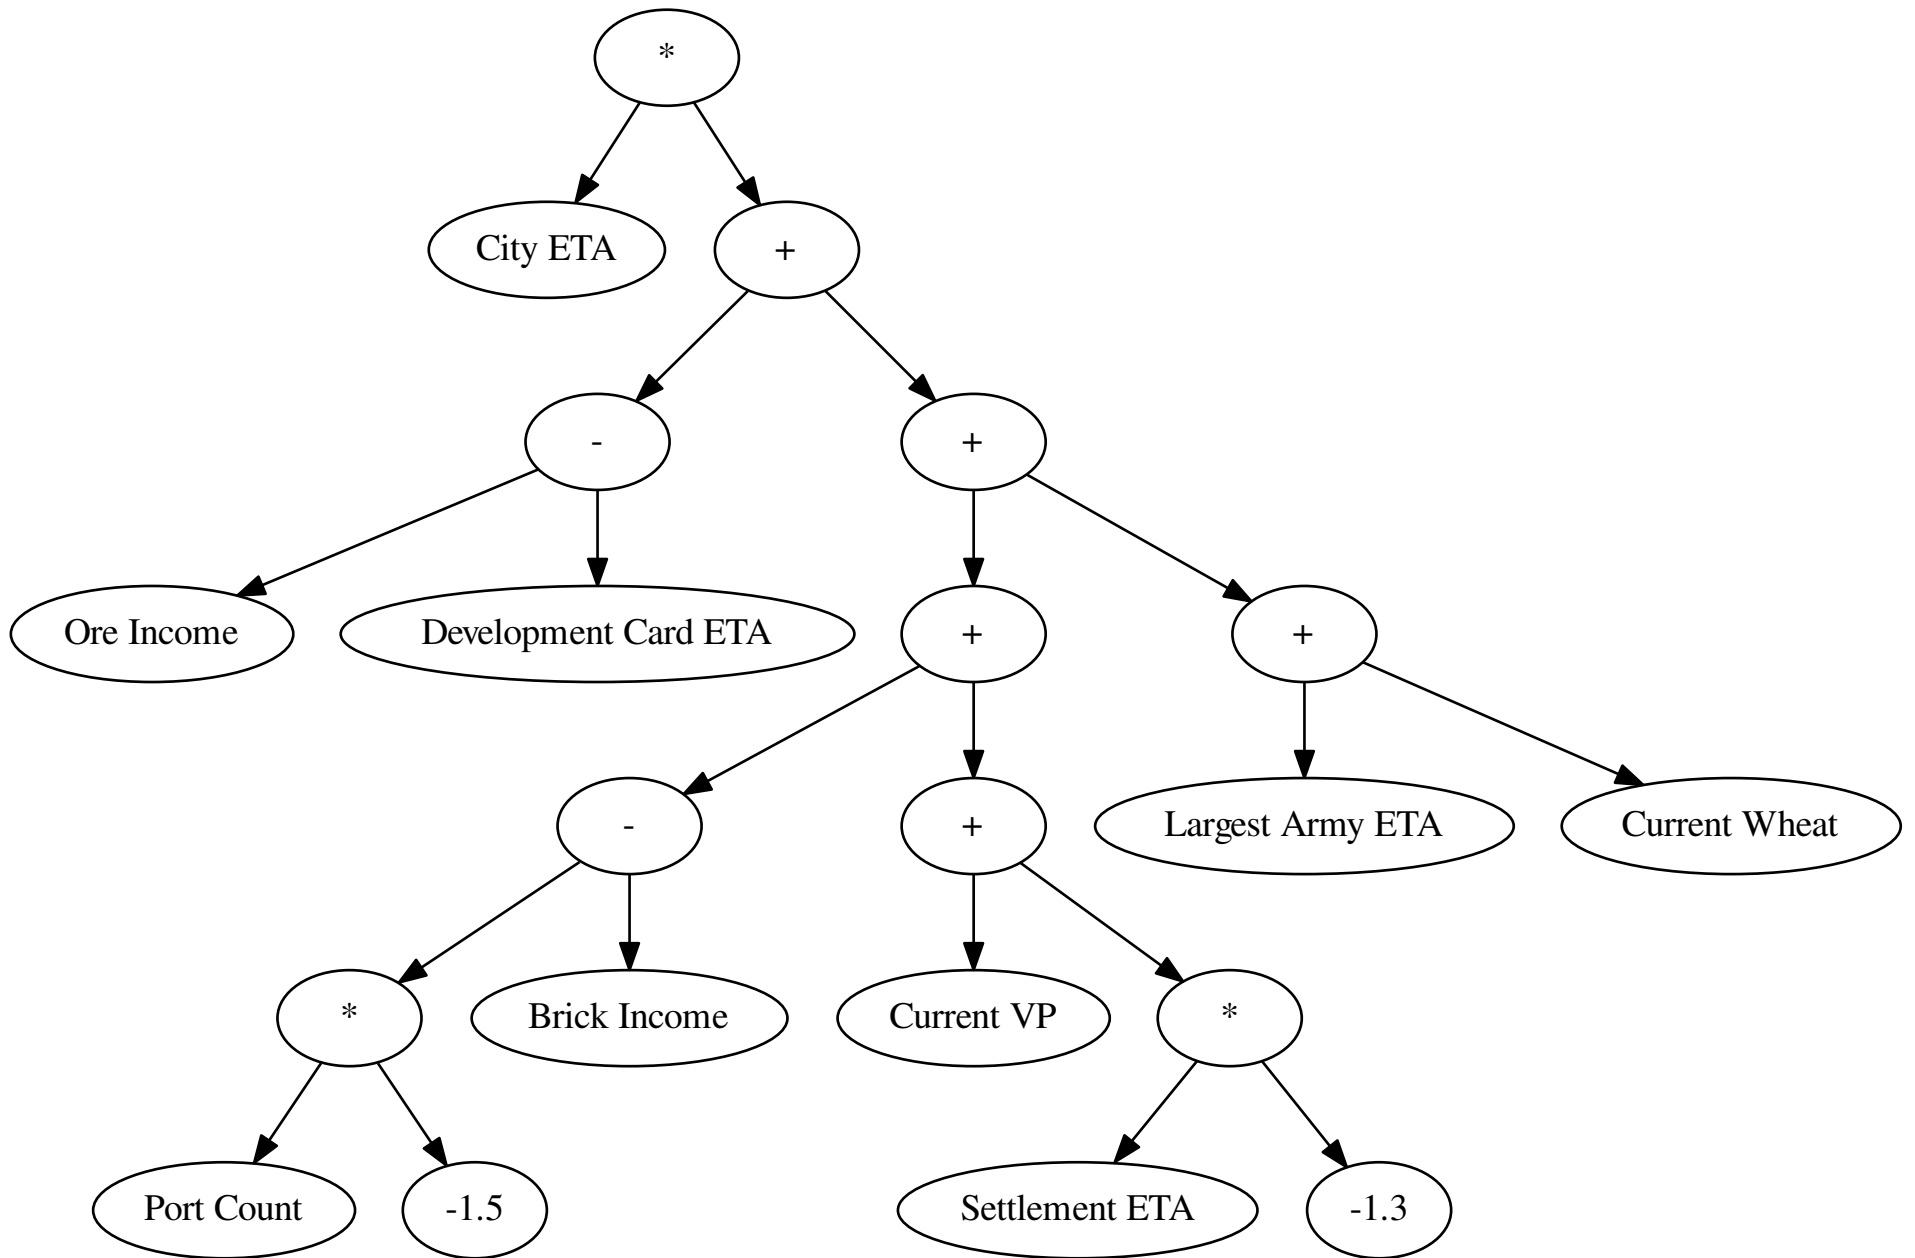 *
City ETA
+
-
+
Ore Income
Development Card ETA
+
+
-
+
Largest Army ETA
Current Wheat
*
Brick Income
Current VP
*
Port Count
-1.5
Settlement ETA
-1.3